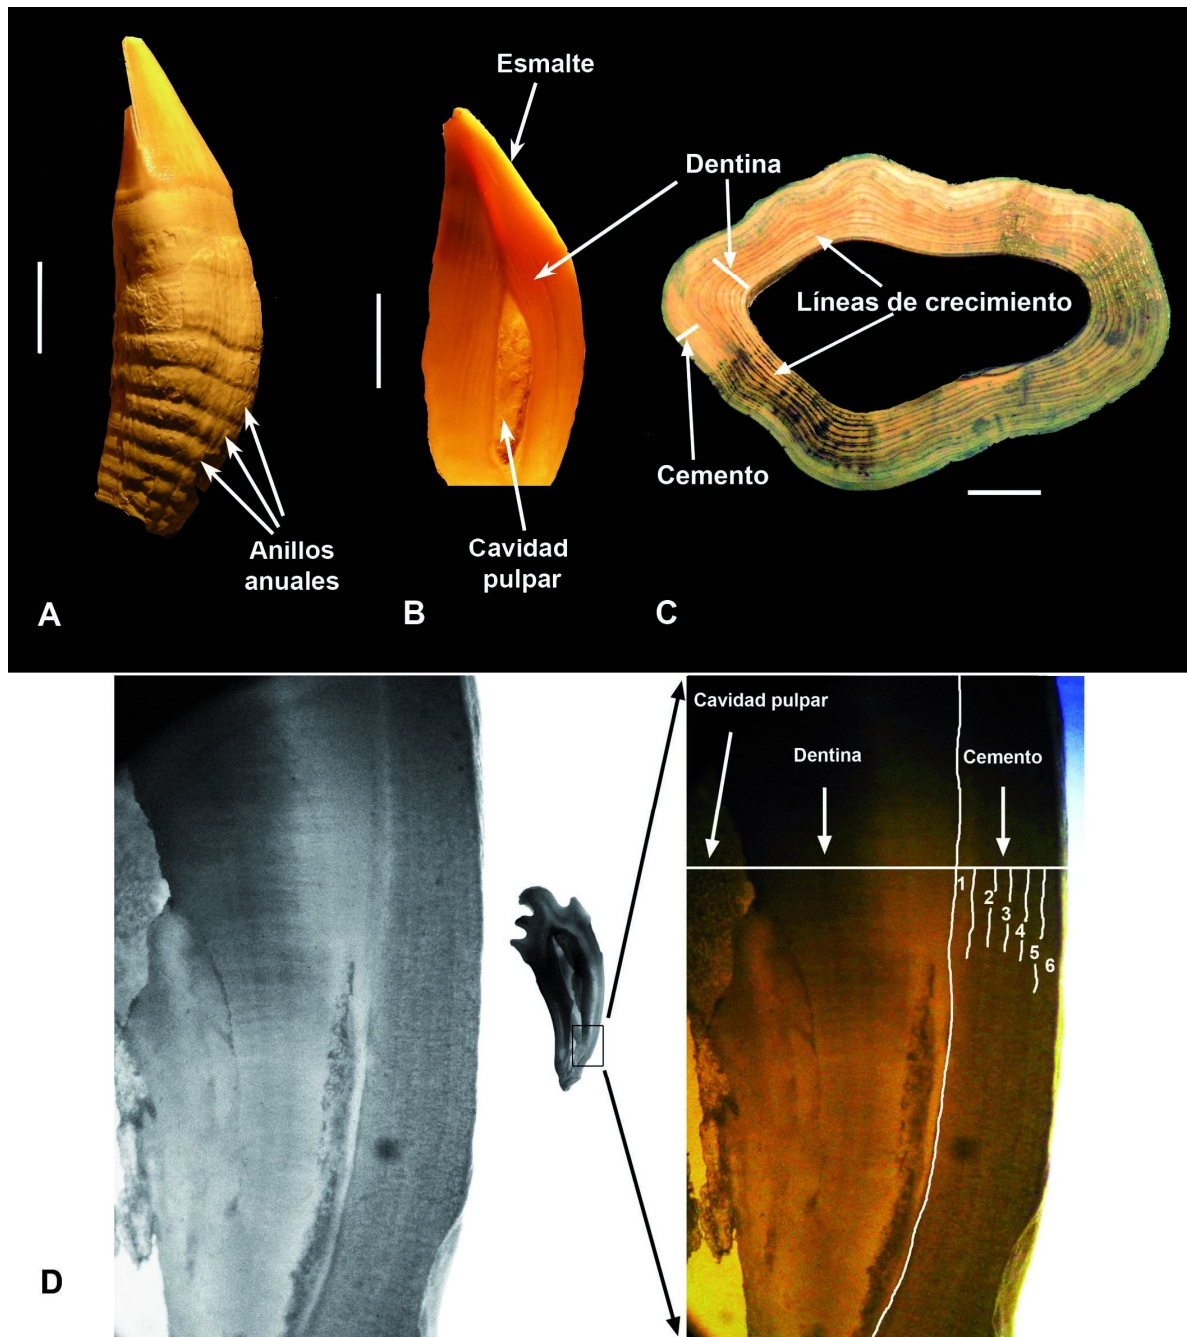 Esmalte
Dentina
Líneas de crecimiento
Cemento
Anillos
anuales
Cavidad
pulpar
A
B
C
Cavidad pulpar
Dentina
Cemento
1
2
3
4
5
6
D